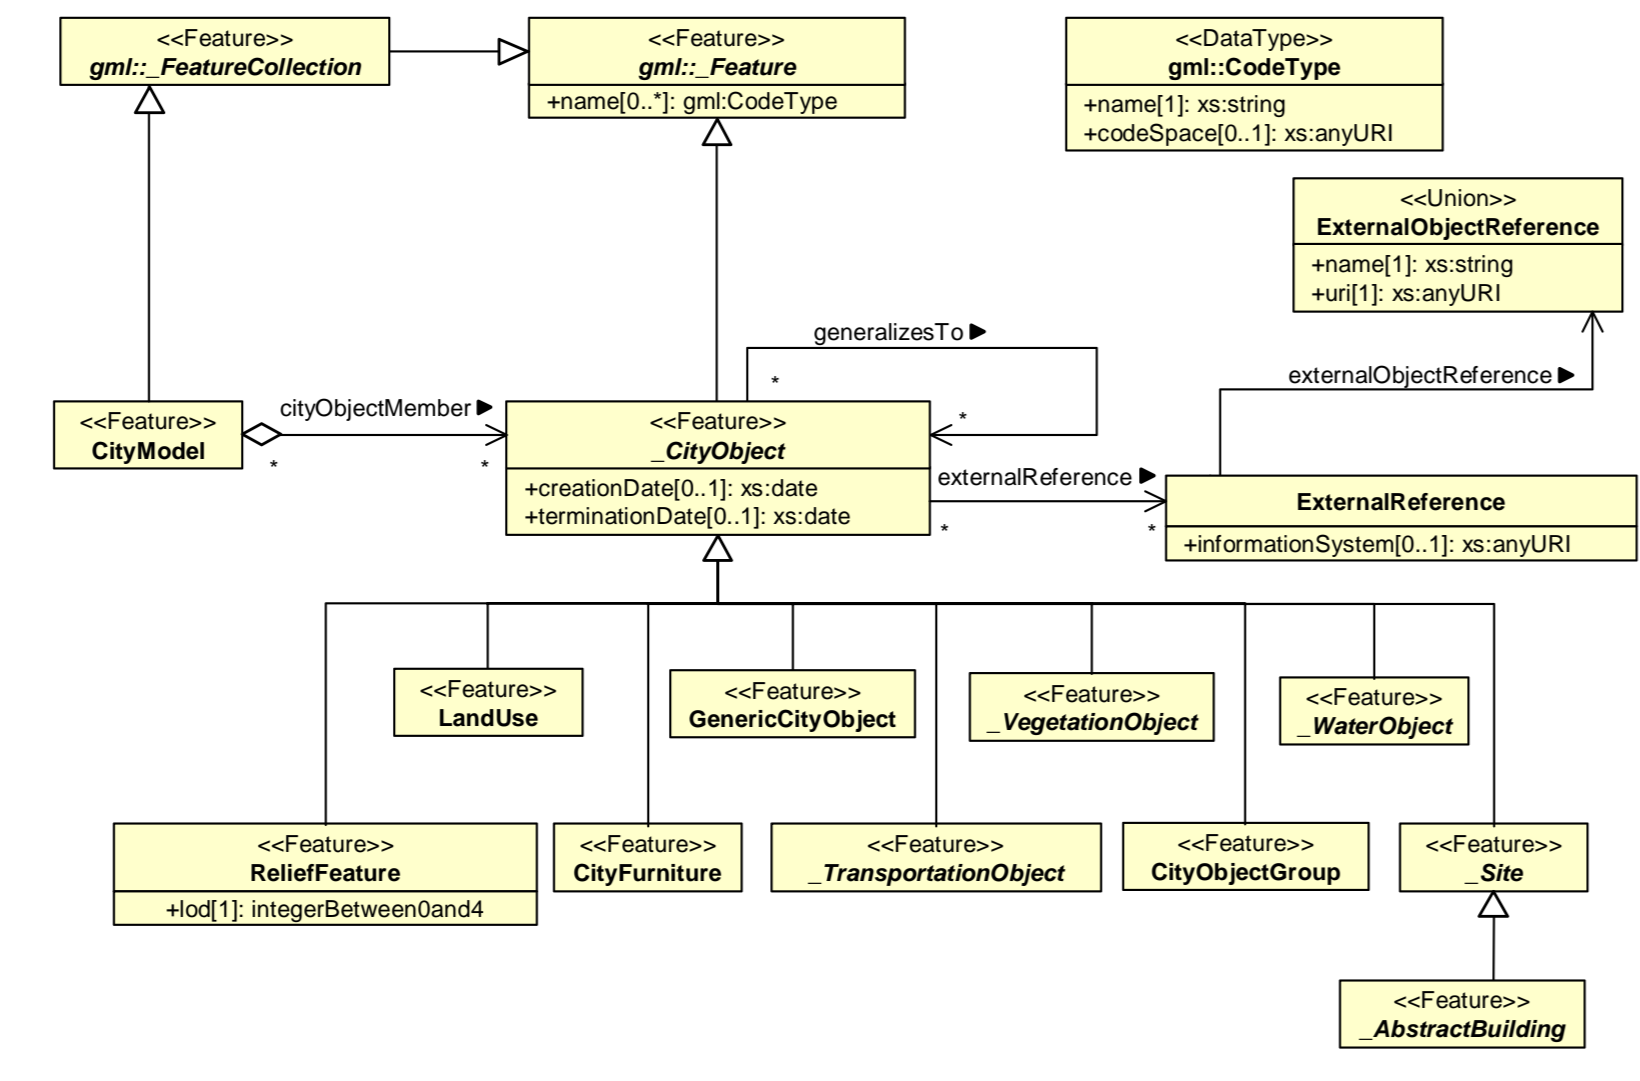 <<Feature>>
gml::_FeatureCollection
<<Feature>>
gml::_Feature
+name[0..*]: gml:CodeType
<<DataType>>
gml::CodeType
+name[1]: xs:string
+codeSpace[0..1]: xs:anyURI
<<Union>>
ExternalObjectReference
+name[1]: xs:string
+uri[1]: xs:anyURI
generalizesTo
*
*
externalObjectReference
<<Feature>>
CityModel
cityObjectMember
*
*
<<Feature>>
_CityObject
+creationDate[0..1]: xs:date
+terminationDate[0..1]: xs:date
externalReference
*
*
ExternalReference
+informationSystem[0..1]: xs:anyURI
<<Feature>>
LandUse
<<Feature>>
GenericCityObject
<<Feature>>
_VegetationObject
<<Feature>>
_WaterObject
<<Feature>>
ReliefFeature
+lod[1]: integerBetween0and4
<<Feature>>
CityFurniture
<<Feature>>
_TransportationObject
<<Feature>>
CityObjectGroup
<<Feature>>
_Site
<<Feature>>
_AbstractBuilding